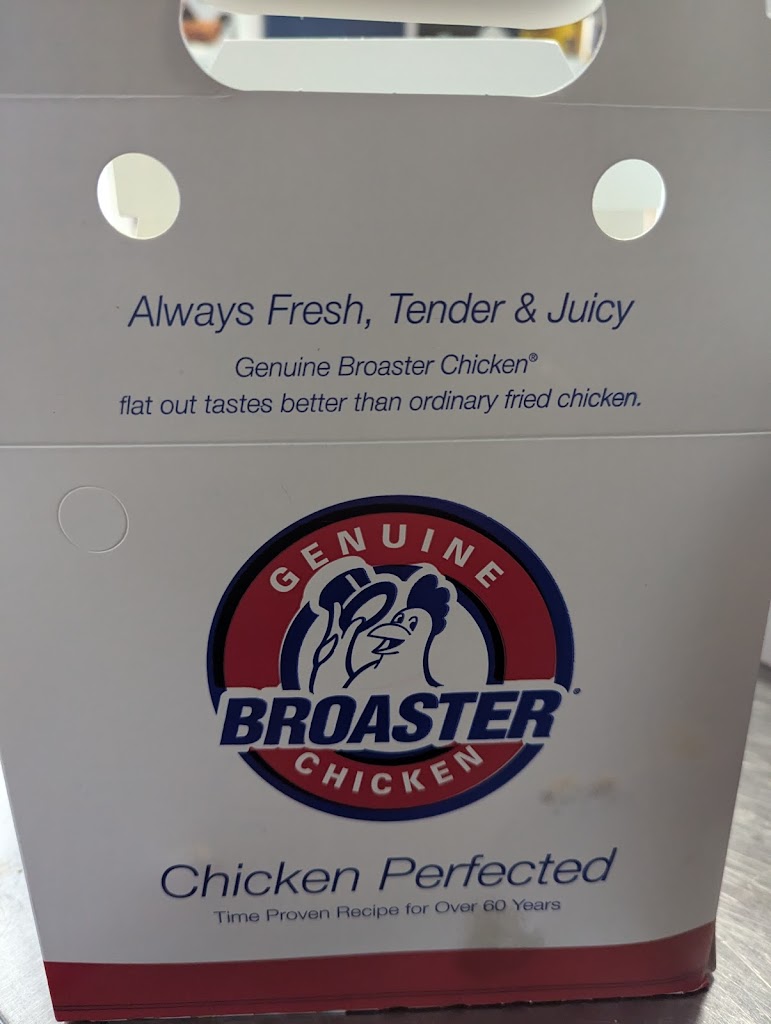 Always Fresh, Tender & Juicy
Genuine Broaster Chicken®
flat out tastes better than ordinary fried chicken.
GENUINE
BROASTER
CHICKEN
Chicken Perfected
Time Proven Recipe for Over 60 Years